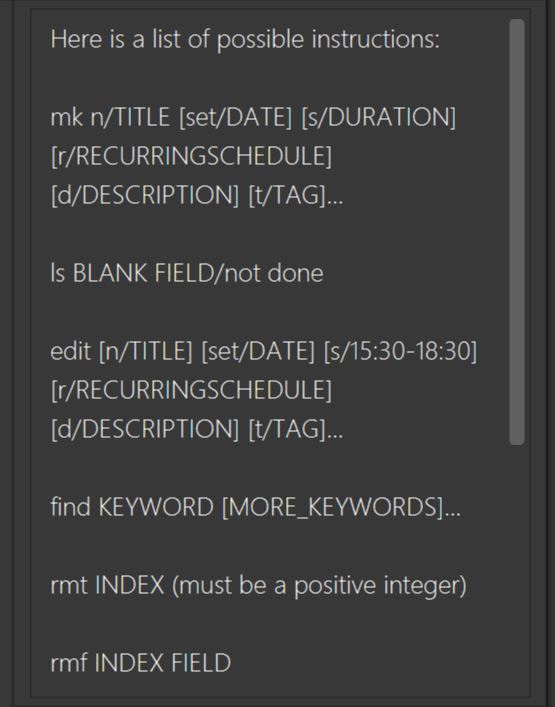 Here is a list of possible instructions:
mk n/TITLE [set/DATE] [s/DURATION]
[r/RECURRINGSCHEDULE]
[d/DESCRIPTION] [t/TAG]...
ls BLANK FIELD/not done
edit [n/TITLE] [set/DATE] [s/15:30-18:30]
[r/RECURRINGSCHEDULE]
[d/DESCRIPTION] [t/TAG]...
find KEYWORD [MORE_KEYWORDS]...
rmt INDEX (must be a positive integer)
rmf INDEX FIELD